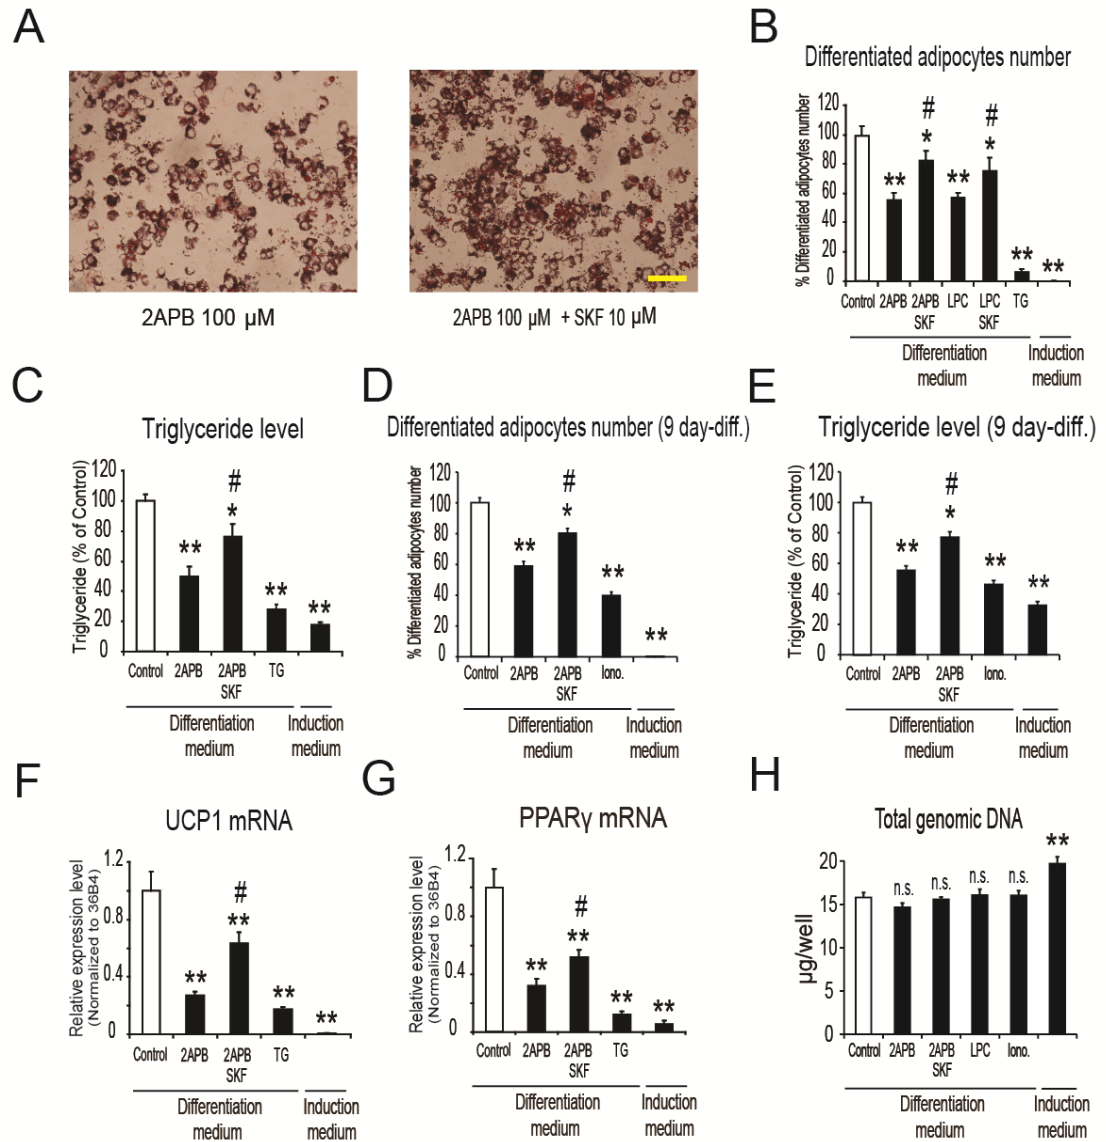 A
2APB 100 μM
2APB 100 μM + SKF 10 μM
B
Differentiated adipocytes number
% Differentiated adipocytes number
120
100
80
60
40
20
0
**
#
*
**
#
*
**
**
Control 2APB 2APB SKF LPC LPC SKF TG
Differentiation medium
Induction medium
C
Triglyceride level
Triglyceride (% of Control)
120
100
80
60
40
20
0
**
#
*
**
**
Control 2APB 2APB SKF TG
Differentiation medium
Induction medium
D
Differentiated adipocytes number (9 day-diff.)
% Differentiated adipocytes number
120
100
80
60
40
20
0
**
#
*
**
**
Control 2APB 2APB SKF Iono.
Differentiation medium
Induction medium
E
Triglyceride level (9 day-diff.)
Triglyceride (% of Control)
120
100
80
60
40
20
0
**
#
*
**
**
Control 2APB 2APB SKF Iono.
Differentiation medium
Induction medium
F
UCP1 mRNA
Relative expression level
(Normalized to 36B4)
1.2
0.8
0.4
0
**
#
**
**
**
Control 2APB 2APB SKF TG
Differentiation medium
Induction medium
G
PPARγ mRNA
Relative expression level
(Normalized to 36B4)
1.2
0.8
0.4
0
**
#
**
**
**
Control 2APB 2APB SKF TG
Differentiation medium
Induction medium
H
Total genomic DNA
μg/well
20
15
10
5
0
n.s. n.s. n.s. n.s. **
Control 2APB 2APB SKF LPC Iono.
Differentiation medium
Induction medium